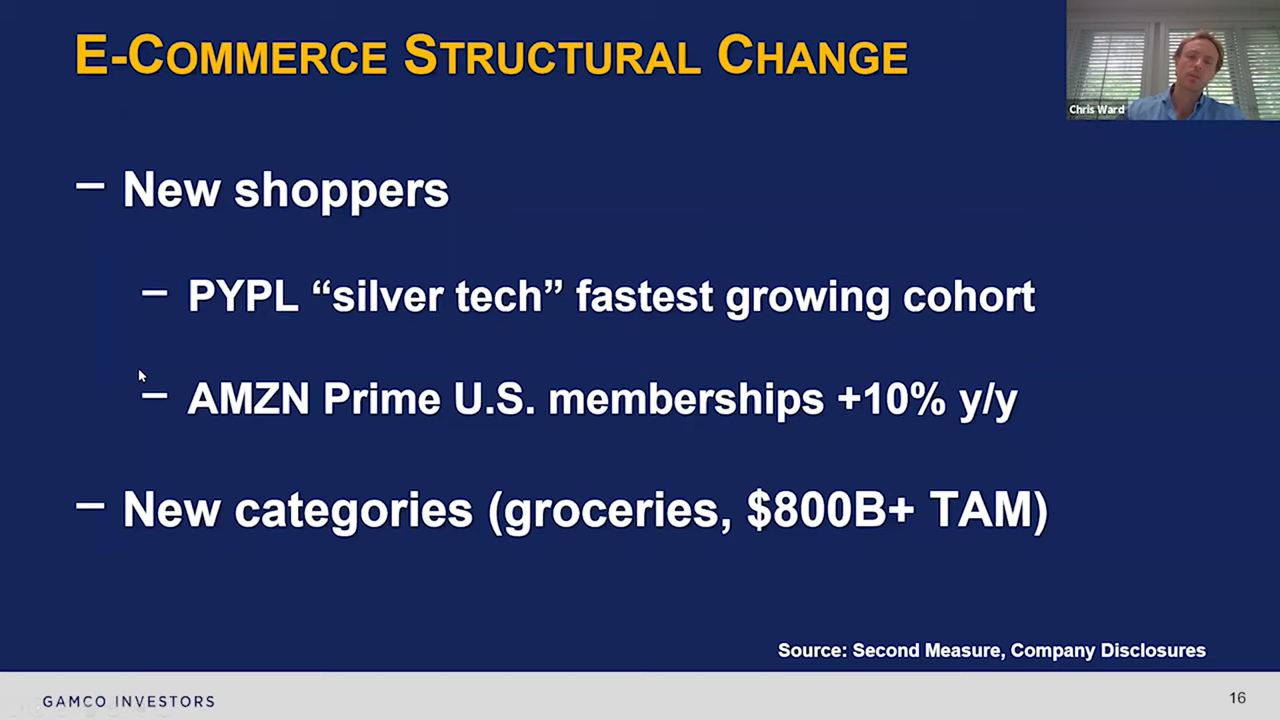 E-COMMERCE STRUCTURAL CHANGE
Chris Ward
– New shoppers
– PYPL “silver tech” fastest growing cohort
– AMZN Prime U.S. memberships +10% y/y
– New categories (groceries, $800B+ TAM)
Source: Second Measure, Company Disclosures
GAMCO INVESTORS
16